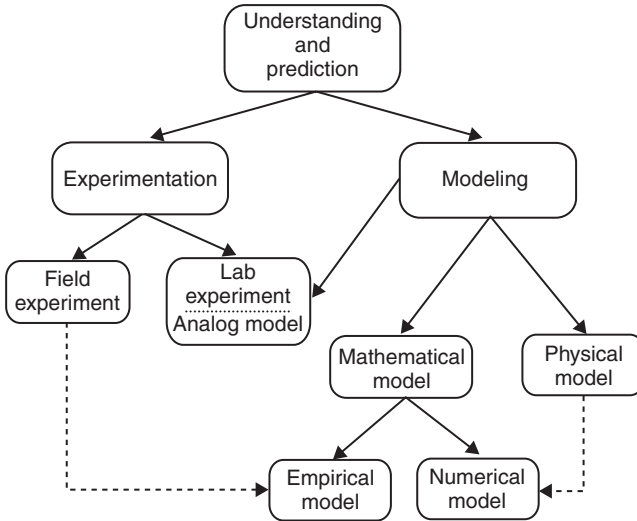 Understanding
and
prediction
Experimentation
Modeling
Field
experiment
Lab
experiment
Analog model
Mathematical
model
Physical
model
Empirical
model
Numerical
model